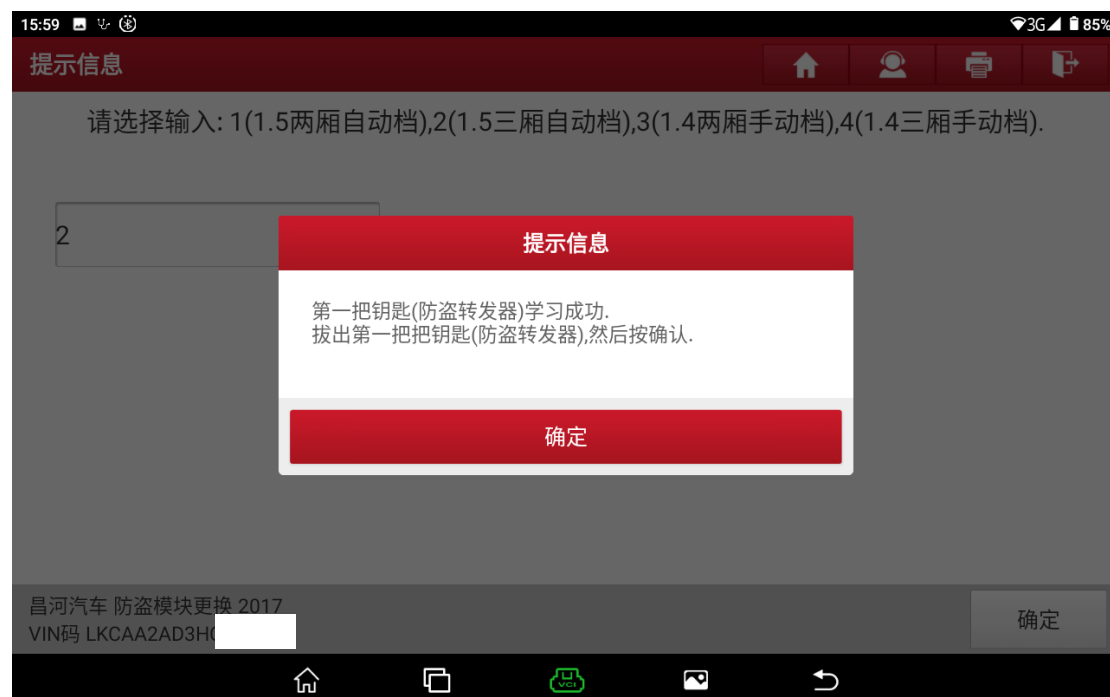 15:59
3G 85%
提示信息
请选择输入: 1(1.5两厢自动档),2(1.5三厢自动档),3(1.4两厢手动档),4(1.4三厢手动档).
2
提示信息
第一把钥匙(防盗转发器)学习成功.
拔出第一把把钥匙(防盗转发器),然后按确认.
确定
昌河汽车 防盗模块更换 2017
VIN码 LKCAA2AD3H
确定
VCI